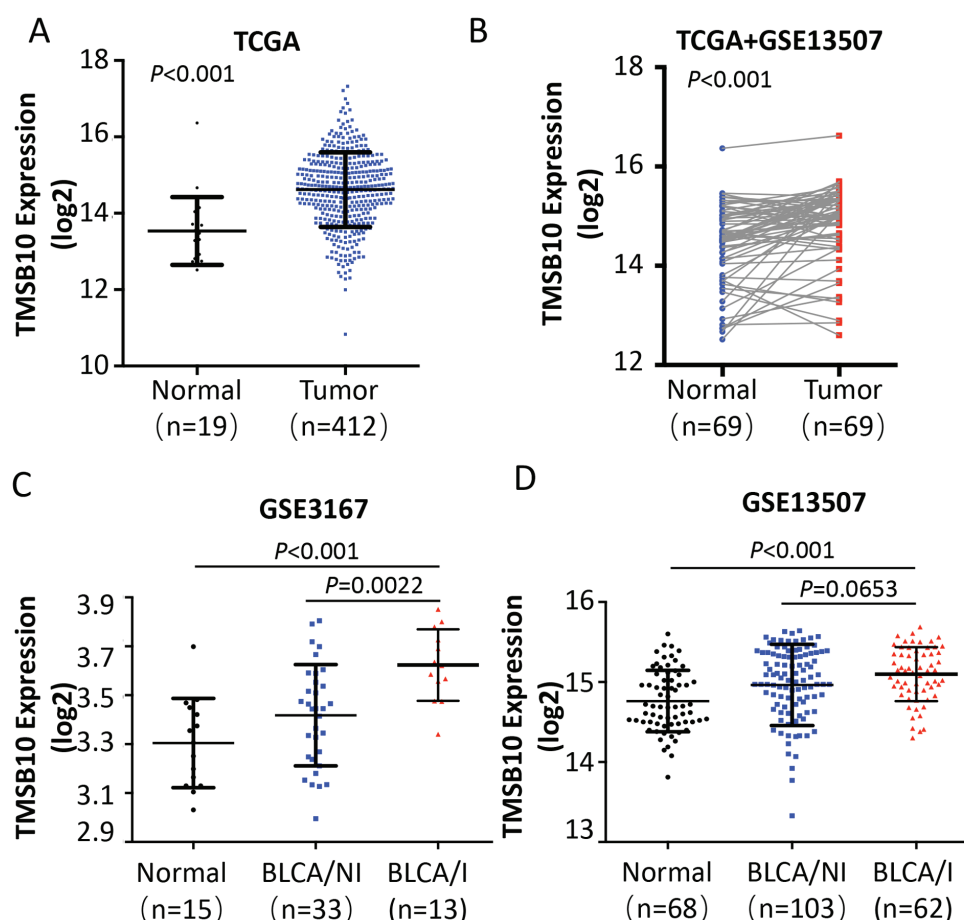 A
TCGA
P<0.001
TMSB10 Expression
(log2)
18
16
14
12
10
Normal
(n=19)
Tumor
(n=412)
B
TCGA+GSE13507
P<0.001
TMSB10 Expression
(log2)
18
16
14
12
Normal
(n=69)
Tumor
(n=69)
C
GSE3167
P<0.001
P=0.0022
TMSB10 Expression
(log2)
3.9
3.7
3.5
3.3
3.1
2.9
Normal
(n=15)
BLCA/NI
(n=33)
BLCA/I
(n=13)
D
GSE13507
P<0.001
P=0.0653
TMSB10 Expression
(log2)
16
15
14
13
Normal
(n=68)
BLCA/NI
(n=103)
BLCA/I
(n=62)